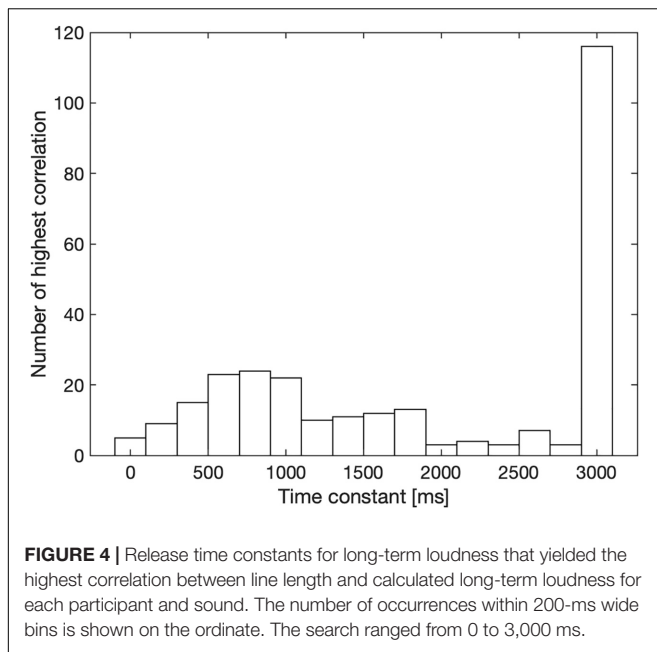 120
100
80
60
40
20
0
Number of highest correlation
0 500 1000 1500 2000 2500 3000
Time constant [ms]
FIGURE 4 | Release time constants for long-term loudness that yielded the
highest correlation between line length and calculated long-term loudness for
each participant and sound. The number of occurrences within 200-ms wide
bins is shown on the ordinate. The search ranged from 0 to 3,000 ms.